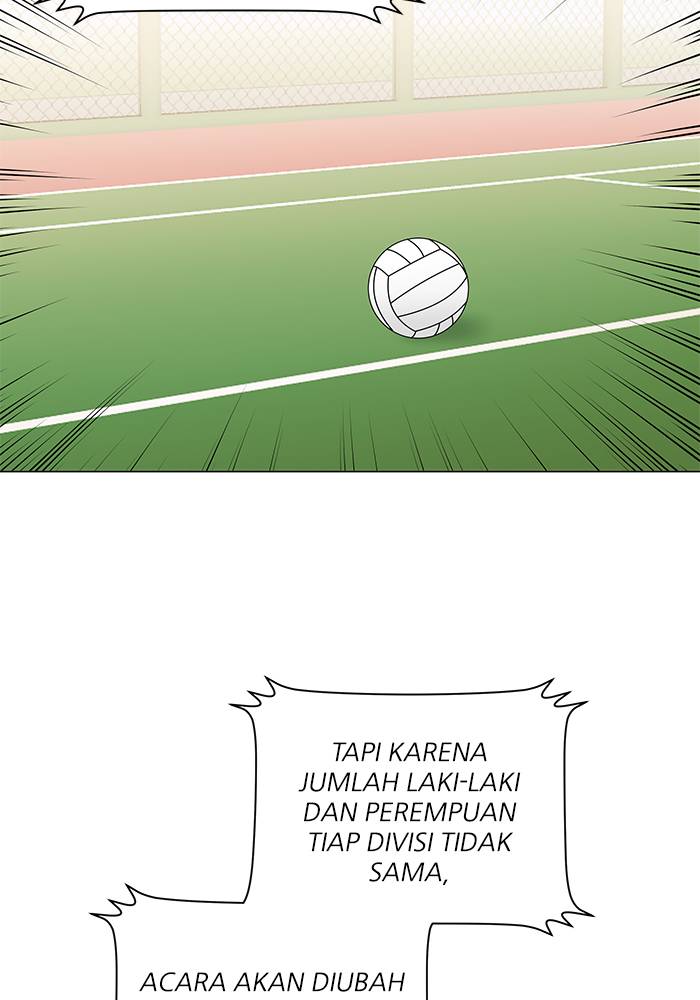 TAPI KARENA
JUMLAH LAKI-LAKI
DAN PEREMPUAN
TIAP DIVISI TIDAK
SAMA,
ACARA AKAN DIUBAH